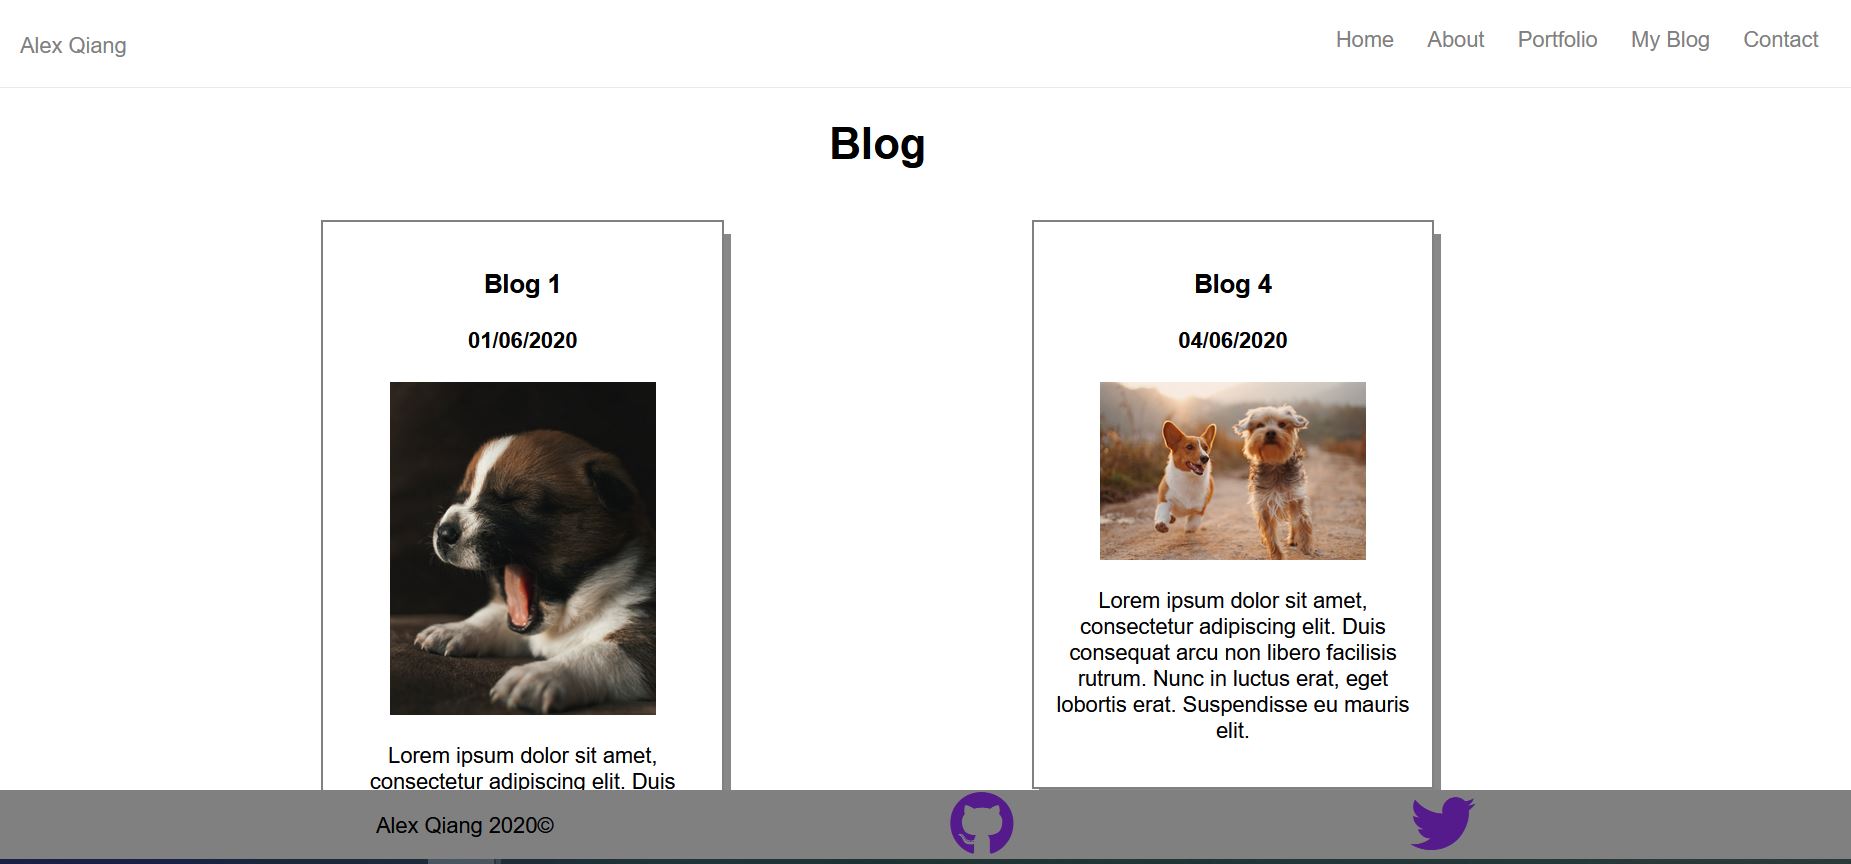 Alex Qiang
Home About Portfolio My Blog Contact
Blog
Blog 1
01/06/2020
Lorem ipsum dolor sit amet,
consectetur adipiscing elit. Duis
Blog 4
04/06/2020
Lorem ipsum dolor sit amet,
consectetur adipiscing elit. Duis
consequat arcu non libero facilisis
rutrum. Nunc in luctus erat, eget
lobortis erat. Suspendisse eu mauris
elit.
Alex Qiang 2020©